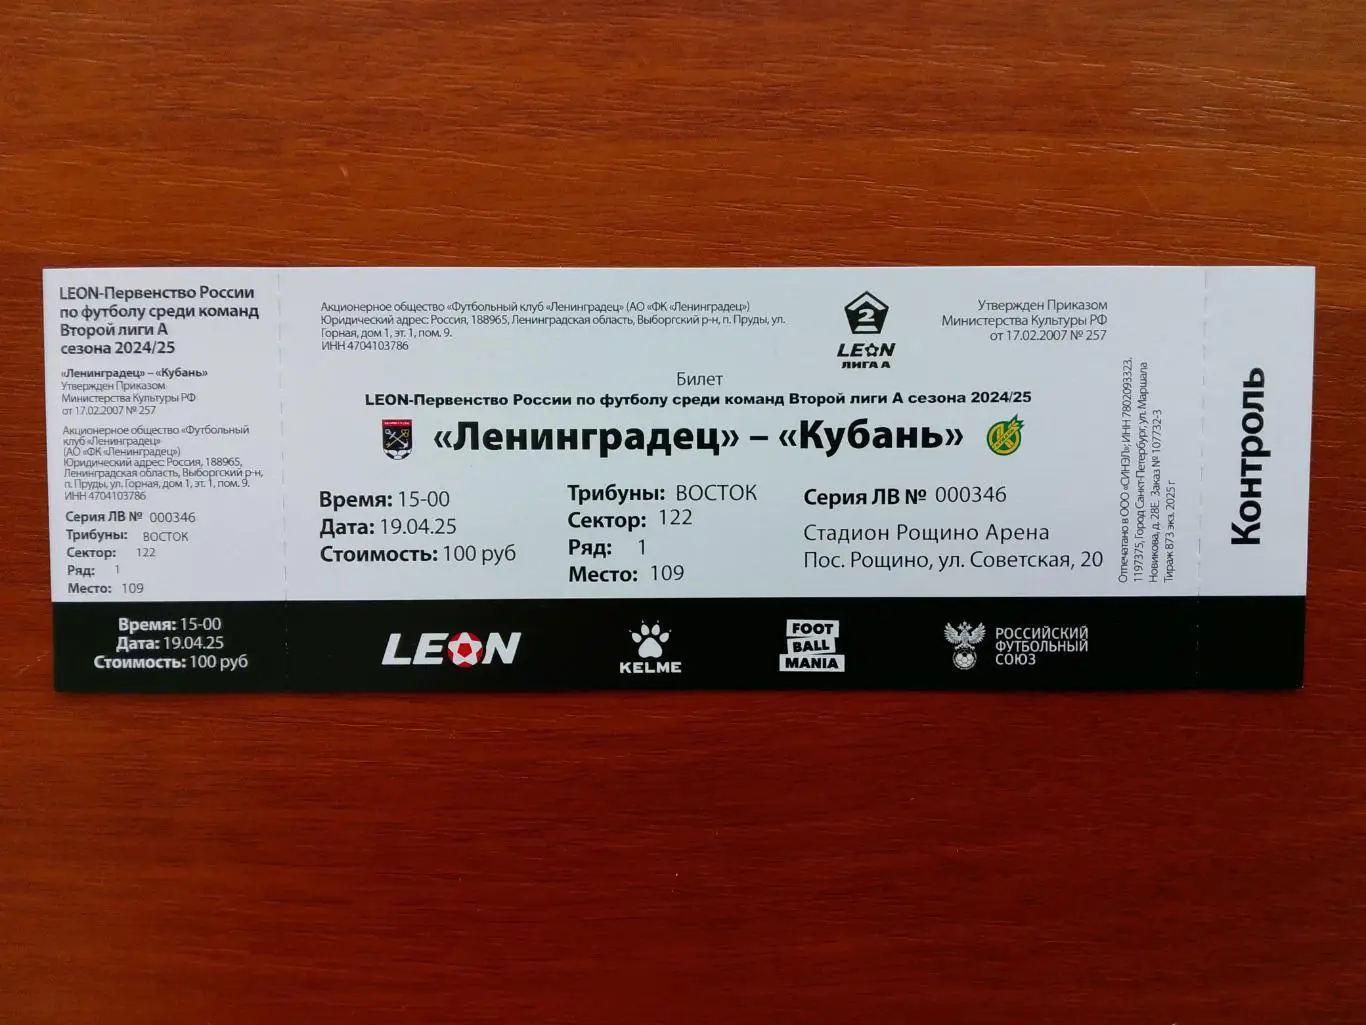 LEON-Первенство России
по футболу среди команд
Второй лиги А
сезона 2024/25
«Ленинградец» – «Кубань»
Утвержден Приказом
Министерства Культуры РФ
от 17.02.2007 № 257
Акционерное общество «Футбольный
клуб «Ленинградец»
(АО «ФК «Ленинградец»)
Юридический адрес: Россия, 188965,
Ленинградская область, Выборгский р-н,
п. Пруды, ул. Горная, дом 1, эт. 1, пом. 9.
ИНН 4704103786
Серия ЛВ № 000346
Трибуны: ВОСТОК
Сектор: 122
Ряд: 1
Место: 109
Время: 15-00
Дата: 19.04.25
Стоимость: 100 руб
Акционерное общество «Футбольный клуб «Ленинградец» (АО «ФК «Ленинградец»)
Юридический адрес: Россия, 188965, Ленинградская область, Выборгский р-н, п. Пруды, ул.
Горная, дом 1, эт. 1, пом. 9.
ИНН 4704103786
2
LEON
ЛИГА А
Утвержден Приказом
Министерства Культуры РФ
от 17.02.2007 № 257
Билет
LEON-Первенство России по футболу среди команд Второй лиги А сезона 2024/25
«Ленинградец» – «Кубань»
Время: 15-00
Дата: 19.04.25
Стоимость: 100 руб
Трибуны: ВОСТОК
Сектор: 122
Ряд: 1
Место: 109
Серия ЛВ № 000346
Стадион Рощино Арена
Пос. Рощино, ул. Советская, 20
Отпечатано в ООО «СИНЭЛ»; ИНН 7802093323.
1197375, Город Санкт-Петербург, ул. Маршала
Новикова, д. 28Е. Заказ № 107732-3
Тираж 873 экз. 2025 г
Контроль
LEON
KELME
FOOT
BALL
MANIA
РОССИЙСКИЙ
ФУТБОЛЬНЫЙ
СОЮЗ